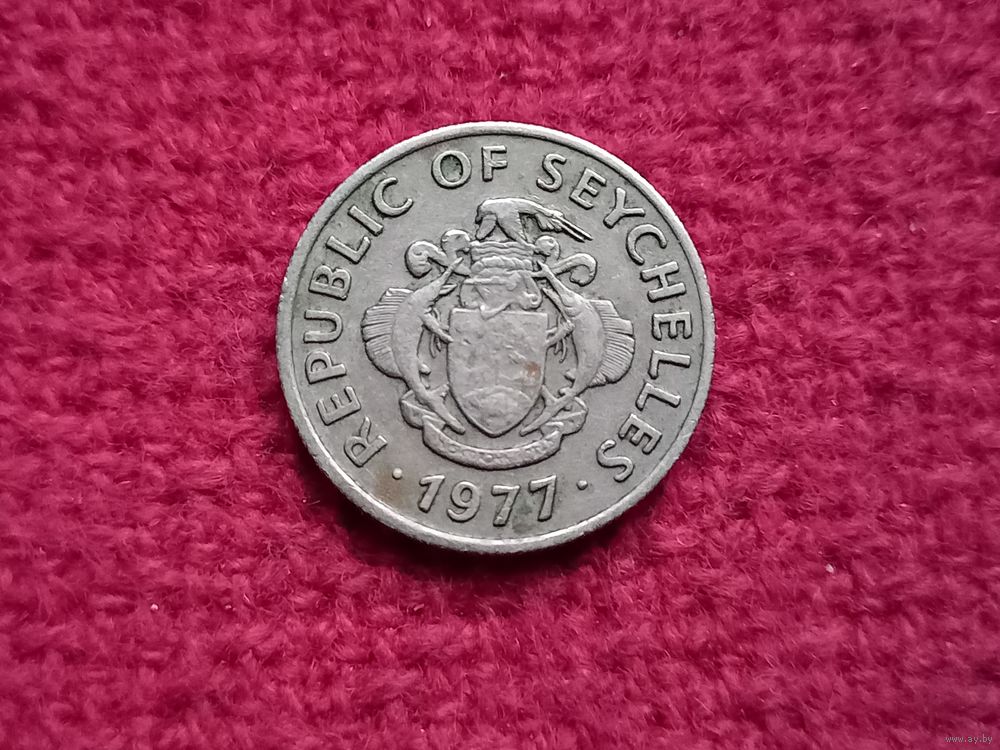 REPUBLIC OF SEYCHELLES
· 1977 ·
www.ay.by